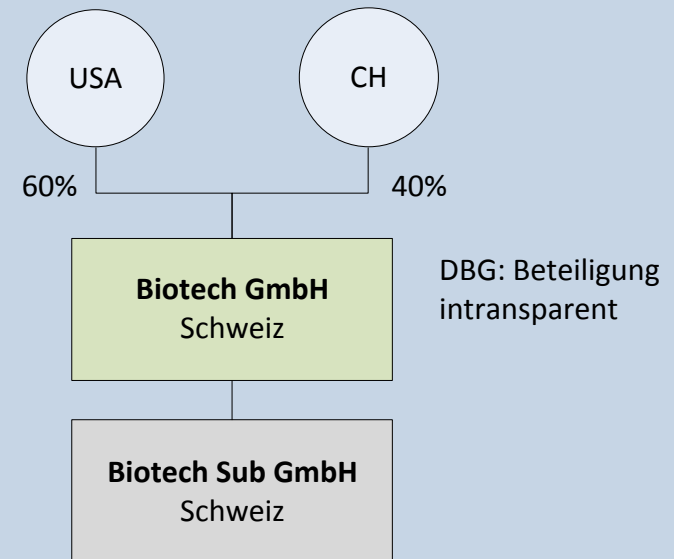 USA
CH
60%
40%
Biotech GmbH
Schweiz
DBG: Beteiligung
intransparent
Biotech Sub GmbH
Schweiz